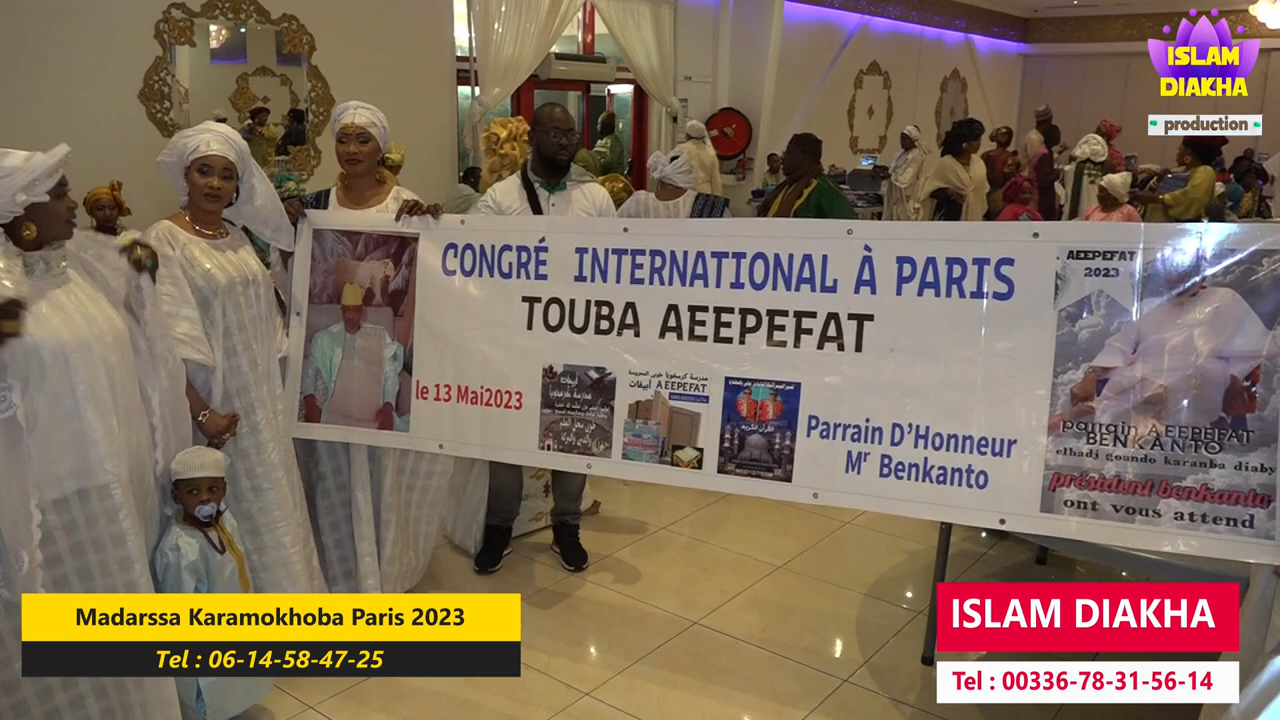 ISLAM
DIAKHA
production
CONGRÉ INTERNATIONAL À PARIS
TOUBA AEEPEFAT
le 13 Mai2023
AEEPEFAT
Parrain D'Honneur
Mr Benkanto
AEEPEFAT
2023
parrain AEEPEFAT
BENKANTO
elhadj goundo karanba diaby
président benkanto
ont vous attend
Madarssa Karamokhoba Paris 2023
Tel : 06-14-58-47-25
ISLAM DIAKHA
Tel : 00336-78-31-56-14